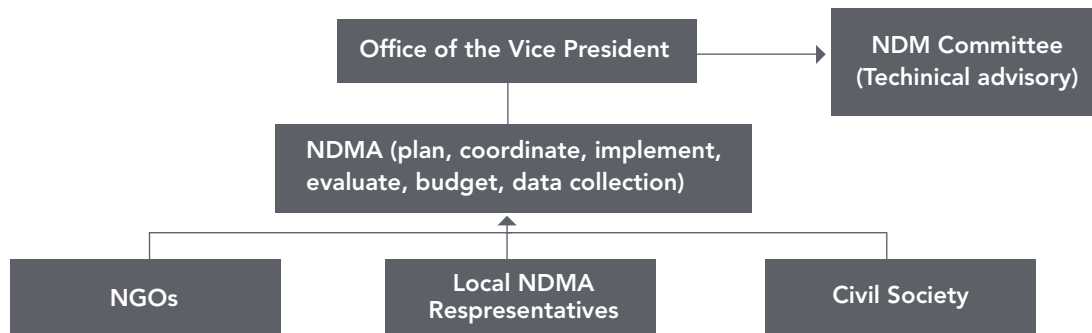 Office of the Vice President
NDM Committee
(Techinical advisory)
NDMA (plan, coordinate, implement,
evaluate, budget, data collection)
NGOs
Local NDMA
Respresentatives
Civil Society